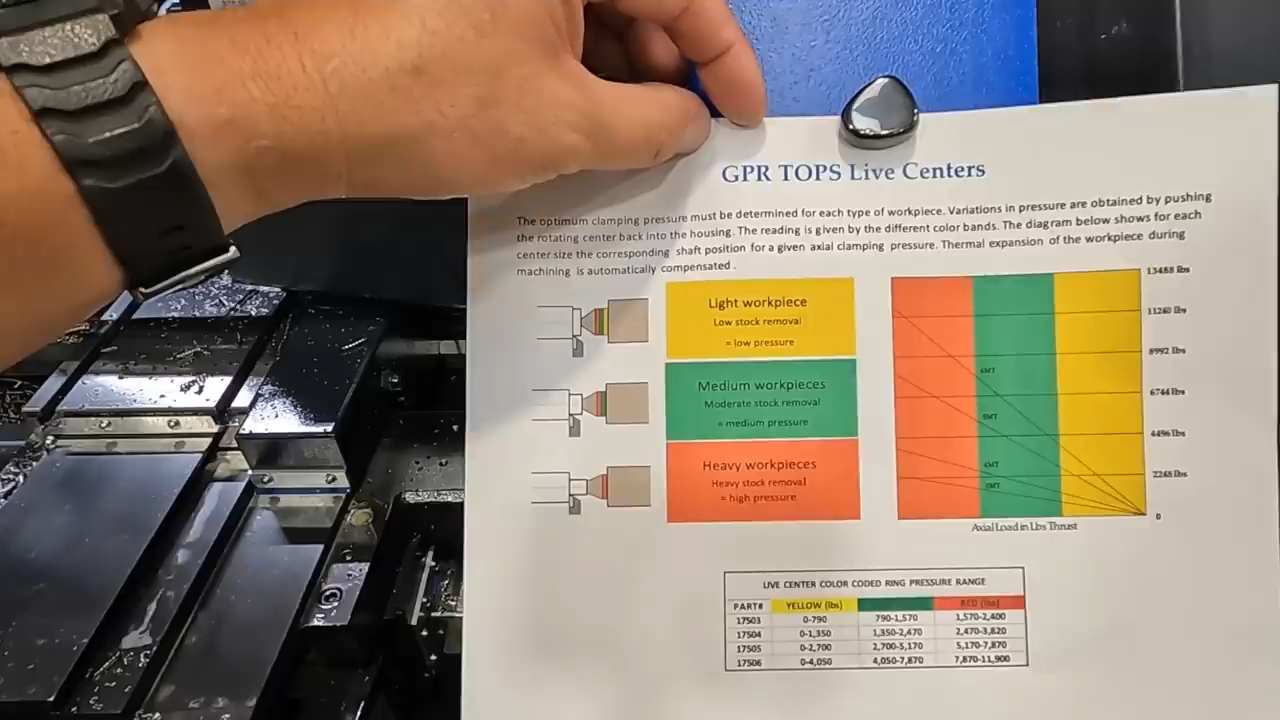 GPR TOPS Live Centers
The optimum clamping pressure must be determined for each type of workpiece. Variations in pressure are obtained by pushing
the rotating center back into the housing. The reading is given by the different color bands. The diagram below shows for each
center size the corresponding shaft position for a given axial clamping pressure. Thermal expansion of the workpiece during
machining is automatically compensated .
Light workpiece
Low stock removal
= low pressure
Medium workpieces
Moderate stock removal
= medium pressure
Heavy workpieces
Heavy stock removal
= high pressure
13488 lbs
11240 lbs
8992 lbs
6744 lbs
4496 lbs
2248 lbs
0
5MT
4MT
Axial Load in Lbs Thrust
LIVE CENTER COLOR CODED RING PRESSURE RANGE
PART# YELLOW (lbs) RED (lbs)
17503 0-790 790-1,570 1,570-2,400
17504 0-1,350 1,350-2,470 2,470-3,820
17505 0-2,700 2,700-5,170 5,170-7,870
17506 0-4,050 4,050-7,870 7,870-11,900